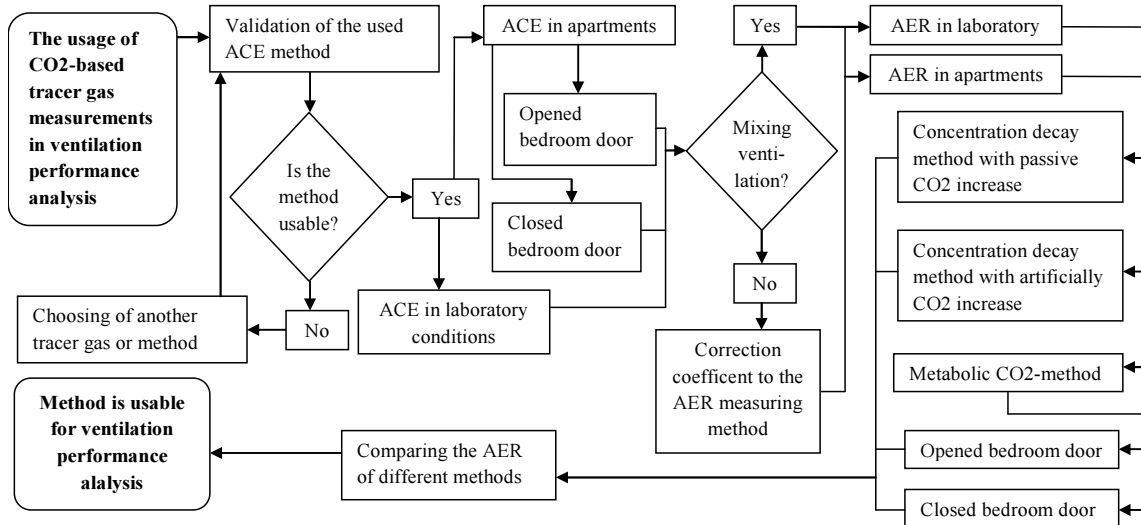 The usage of
CO2-based
tracer gas
measurements
in ventilation
performance
analysis
Validation of the used
ACE method
Is the
method
usable?
Yes
No
Choosing of another
tracer gas or method
ACE in apartments
Opened
bedroom door
Closed
bedroom door
ACE in laboratory
conditions
Mixing
venti-
lation?
Yes
No
Correction
coefficent to the
AER measuring
method
AER in laboratory
AER in apartments
Concentration decay
method with passive
CO2 increase
Concentration decay
method with artificially
CO2 increase
Metabolic CO2-method
Opened bedroom door
Closed bedroom door
Comparing the AER
of different methods
Method is usable
for ventilation
performance
alalysis